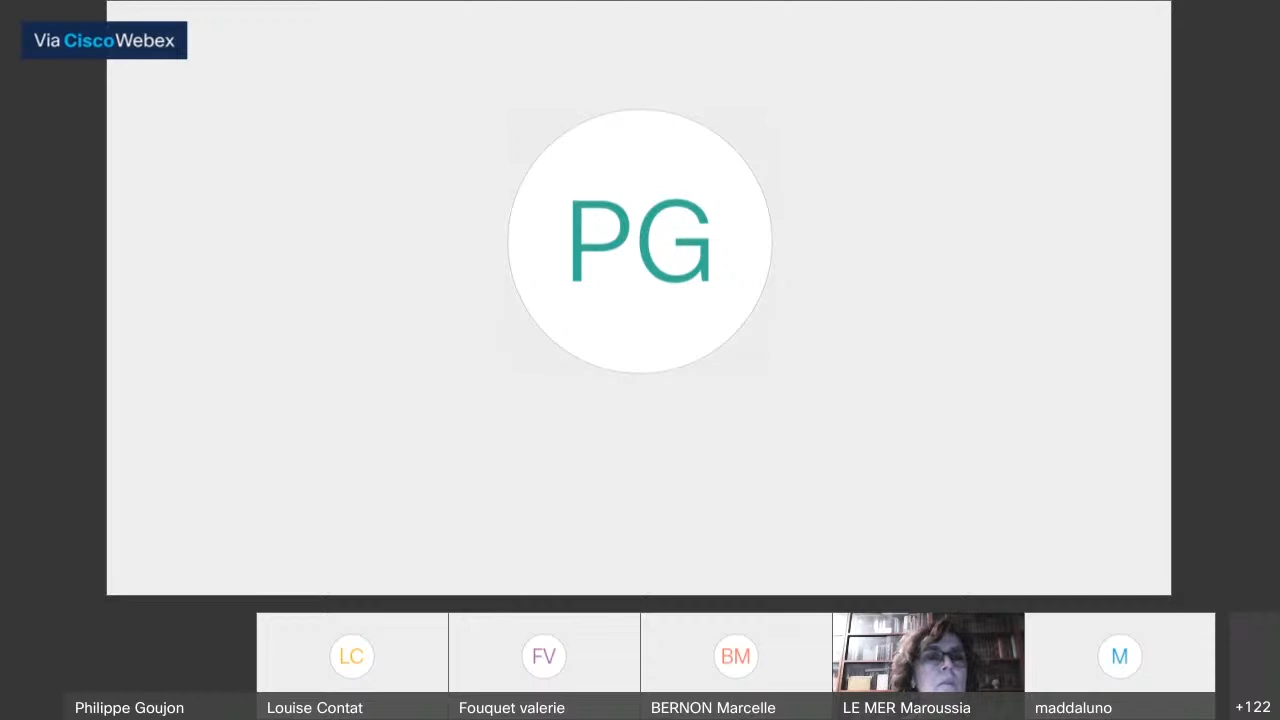 Via CiscoWebex
PG
LC
FV
BM
M
Philippe Goujon
Louise Contat
Fouquet valerie
BERNON Marcelle
LE MER Maroussia
maddaluno
+122